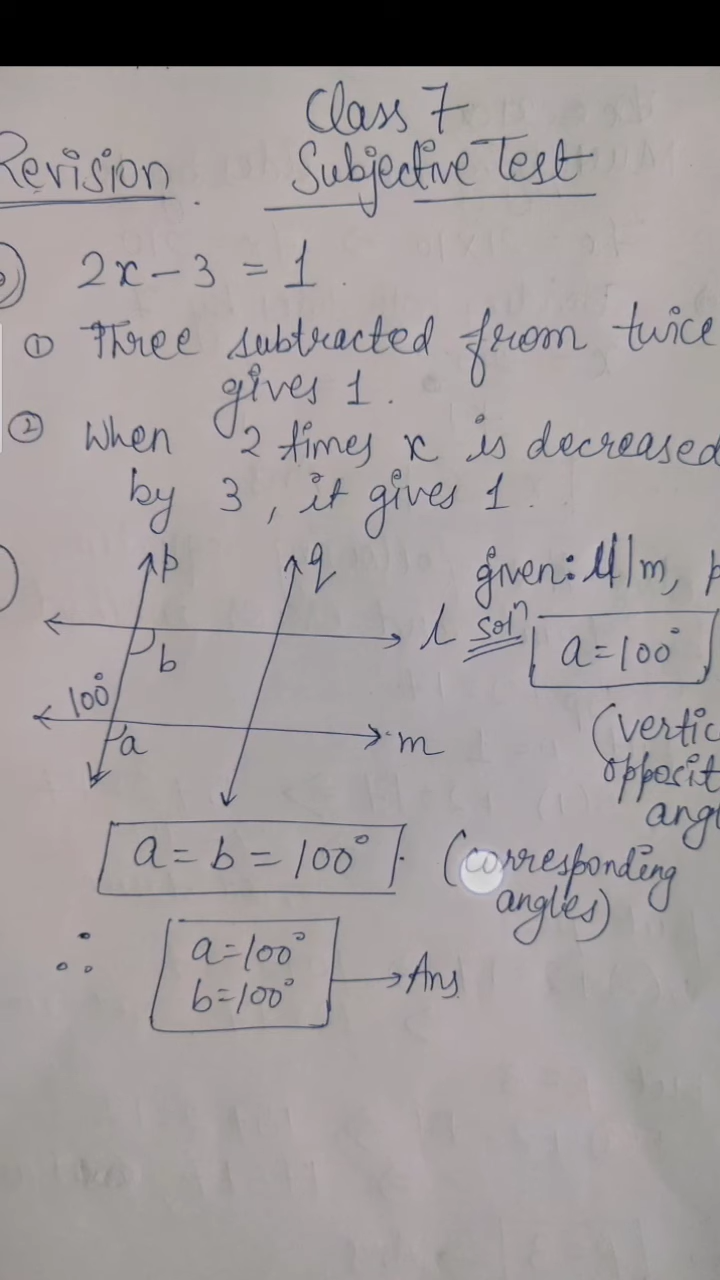 Class 7
Revision. Subjective Test
2x - 3 = 1.
① Three subtracted from twice
gives 1.
② When 2 times x is decreased
by 3, it gives 1.
p q
given: l//m, p
l solⁿ a = 100°
b
100°
a m
(vertic
opposit
angl
a = b = 100°. (corresponding
angles)
∴ a = 100°
b = 100° → Ans